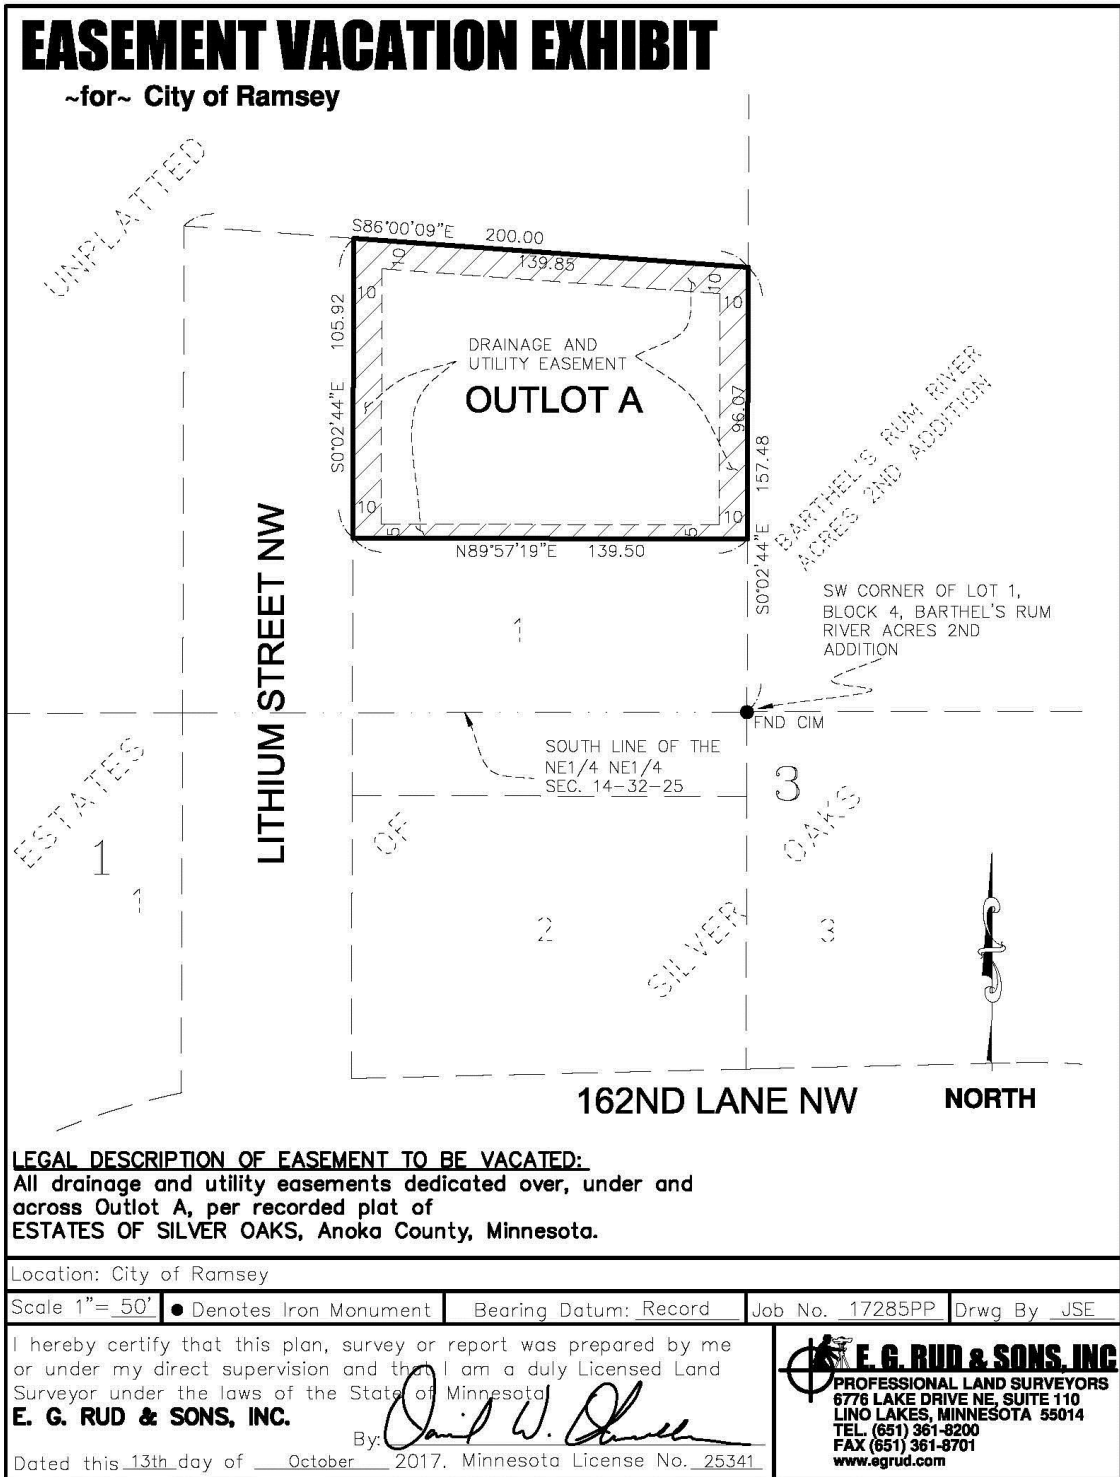 EASEMENT VACATION EXHIBIT
~for~ City of Ramsey
UNPLATTED
S86°00'09"E 200.00
139.85
10
10
10
10
105.92
S0°02'44"E
DRAINAGE AND
UTILITY EASEMENT
OUTLOT A
96.07
157.48
S0°02'44"E
10
5
5
10
N89°57'19"E 139.50
BARTHEL'S RUM RIVER
ACRES 2ND ADDITION
LITHIUM STREET NW
1
SW CORNER OF LOT 1,
BLOCK 4, BARTHEL'S RUM
RIVER ACRES 2ND
ADDITION
FND CIM
SOUTH LINE OF THE
NE1/4 NE1/4
SEC. 14-32-25
3
ESTATES
OF
SILVER
OAKS
1
1
2
3
162ND LANE NW
NORTH
LEGAL DESCRIPTION OF EASEMENT TO BE VACATED:
All drainage and utility easements dedicated over, under and
across Outlot A, per recorded plat of
ESTATES OF SILVER OAKS, Anoka County, Minnesota.
Location: City of Ramsey
Scale 1"= 50' ● Denotes Iron Monument Bearing Datum: Record Job No. 17285PP Drwg By JSE
I hereby certify that this plan, survey or report was prepared by me
or under my direct supervision and that I am a duly Licensed Land
Surveyor under the laws of the State of Minnesota
E. G. RUD & SONS, INC.
By:
Dated this 13th day of October 2017. Minnesota License No. 25341
E. G. RUD & SONS, INC
PROFESSIONAL LAND SURVEYORS
6776 LAKE DRIVE NE, SUITE 110
LINO LAKES, MINNESOTA 55014
TEL. (651) 361-8200
FAX (651) 361-8701
www.egrud.com